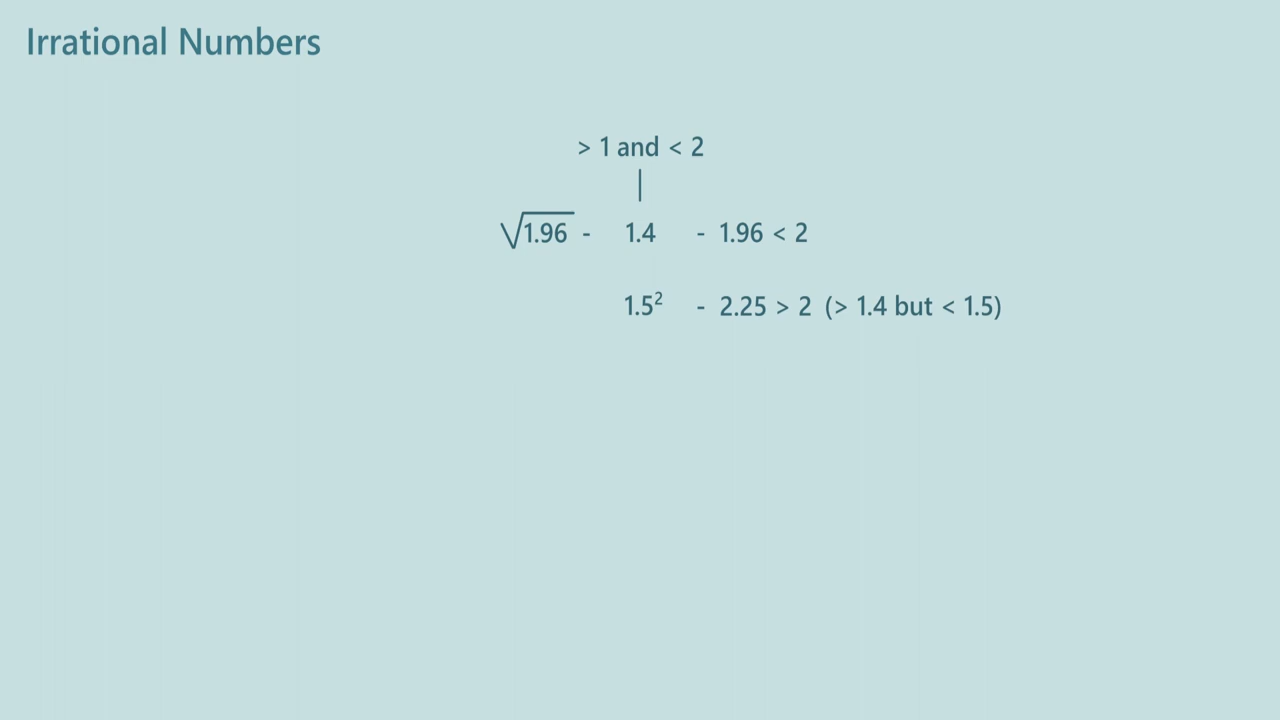 Irrational Numbers
> 1 and < 2
√1.96 - 1.4 - 1.96 < 2
1.5² - 2.25 > 2 (> 1.4 but < 1.5)